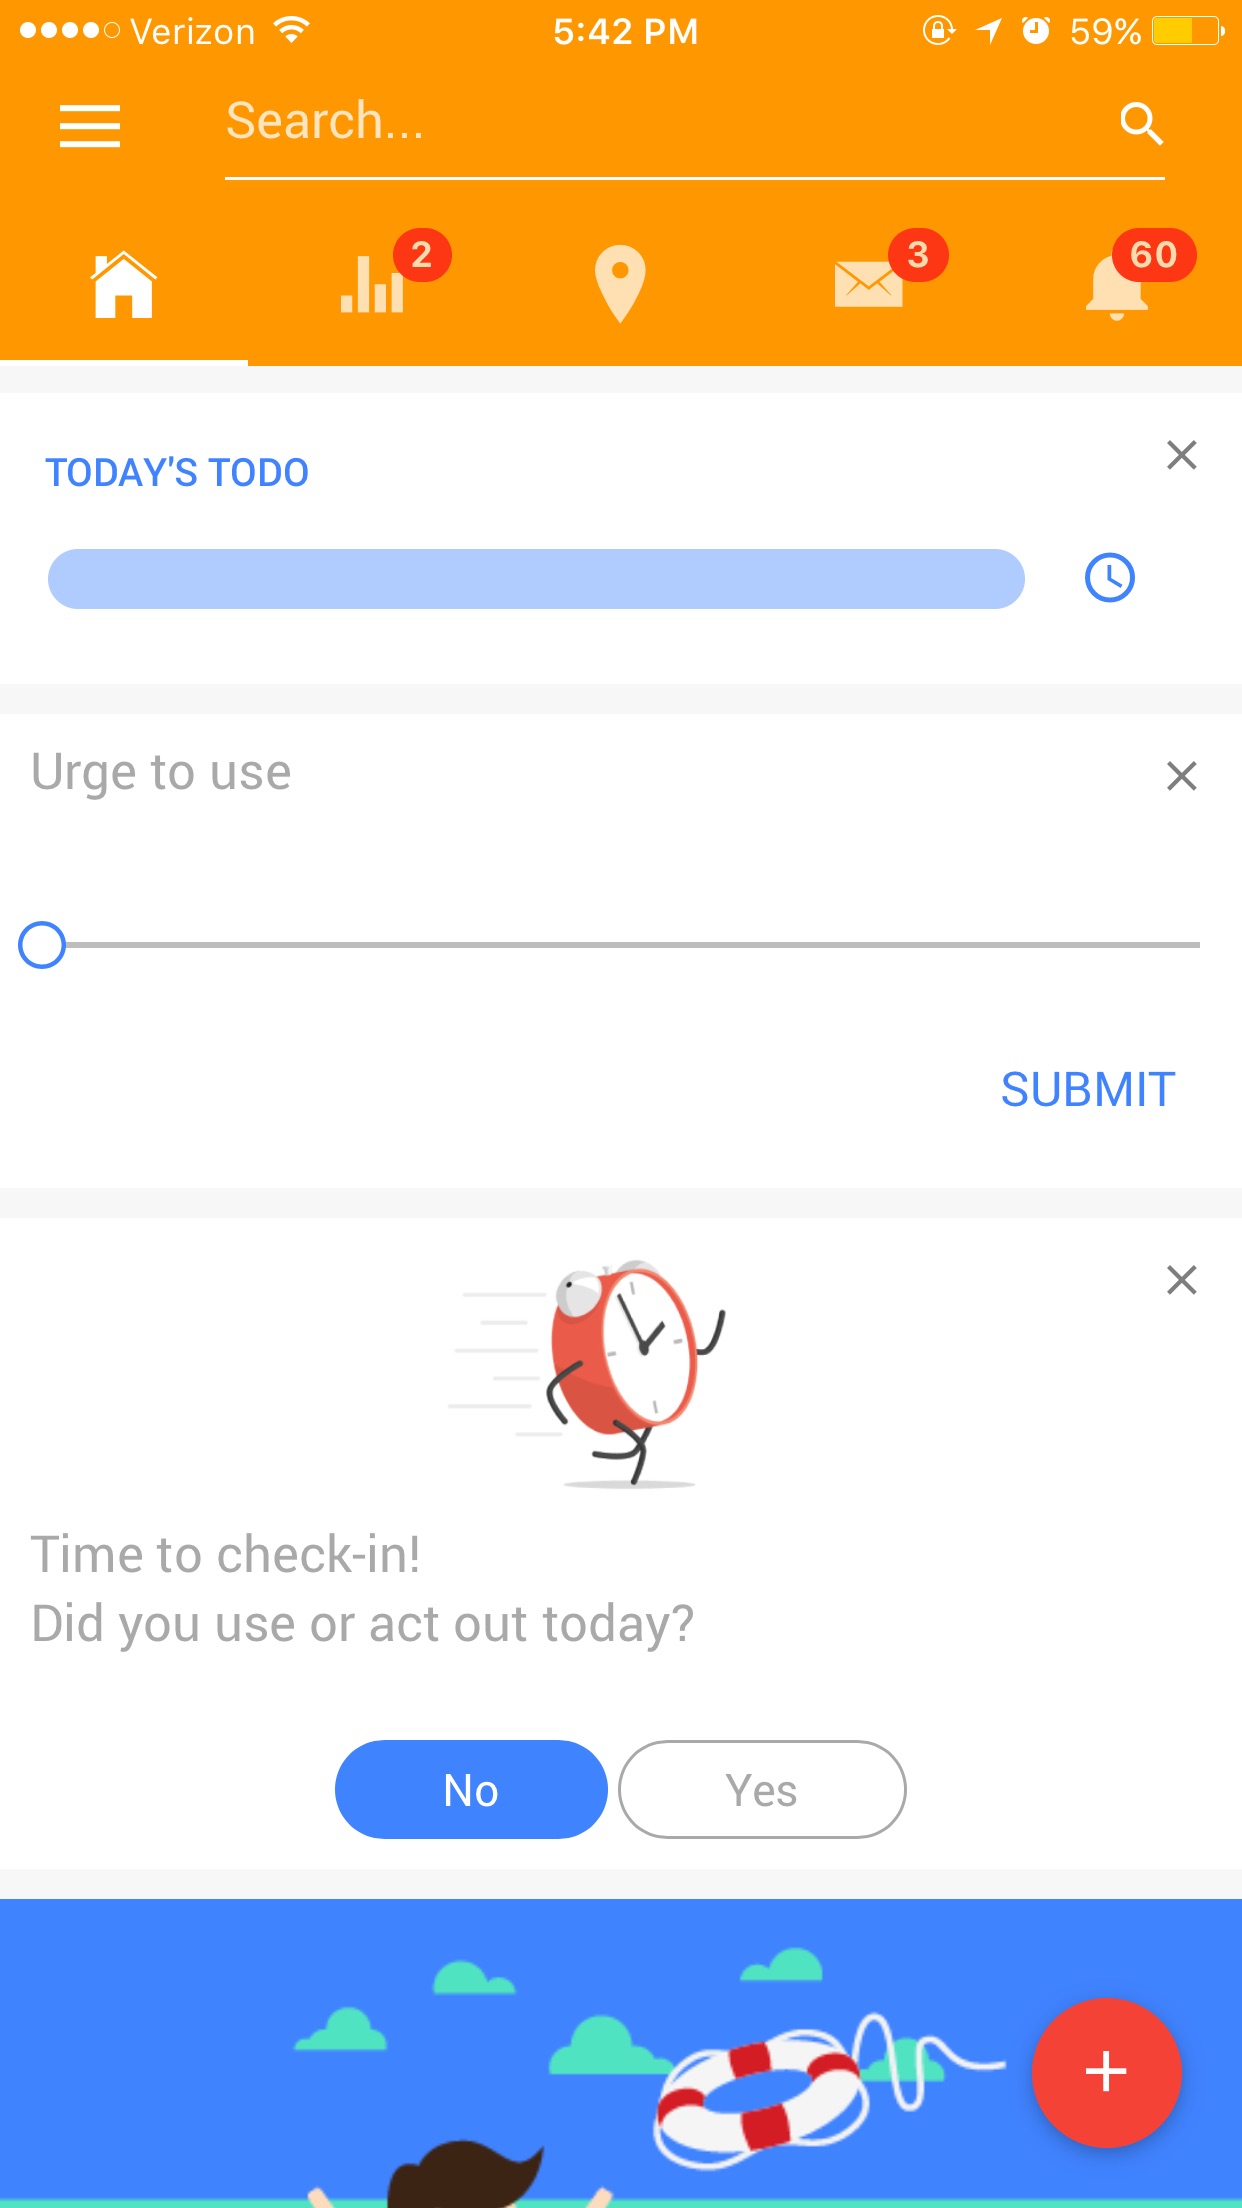 Verizon 5:42 PM 59%
Search...
2 3 60
TODAY'S TODO
Urge to use
SUBMIT
Time to check-in!
Did you use or act out today?
No Yes